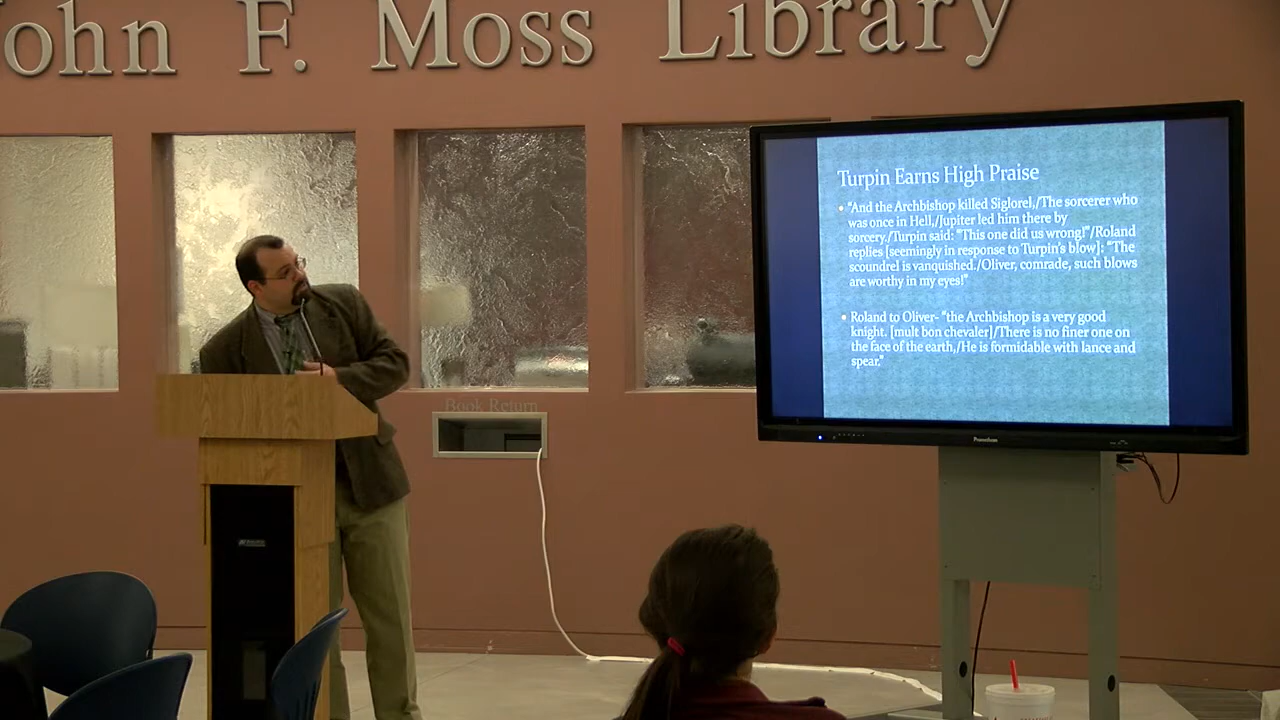 John F. Moss Library
Turpin Earns High Praise
• "And the Archbishop killed Siglorel,/The sorcerer who
was once in Hell,/Jupiter led him there by
sorcery./Turpin said: "This one did us wrong!"/Roland
replies [seemingly in response to Turpin's blow]: "The
scoundrel is vanquished./Oliver, comrade, such blows
are worthy in my eyes!"
• Roland to Oliver- "the Archbishop is a very good
knight. [mult bon chevaler]/There is no finer one on
the face of the earth,/He is formidable with lance and
spear."
Book Return
Promethean